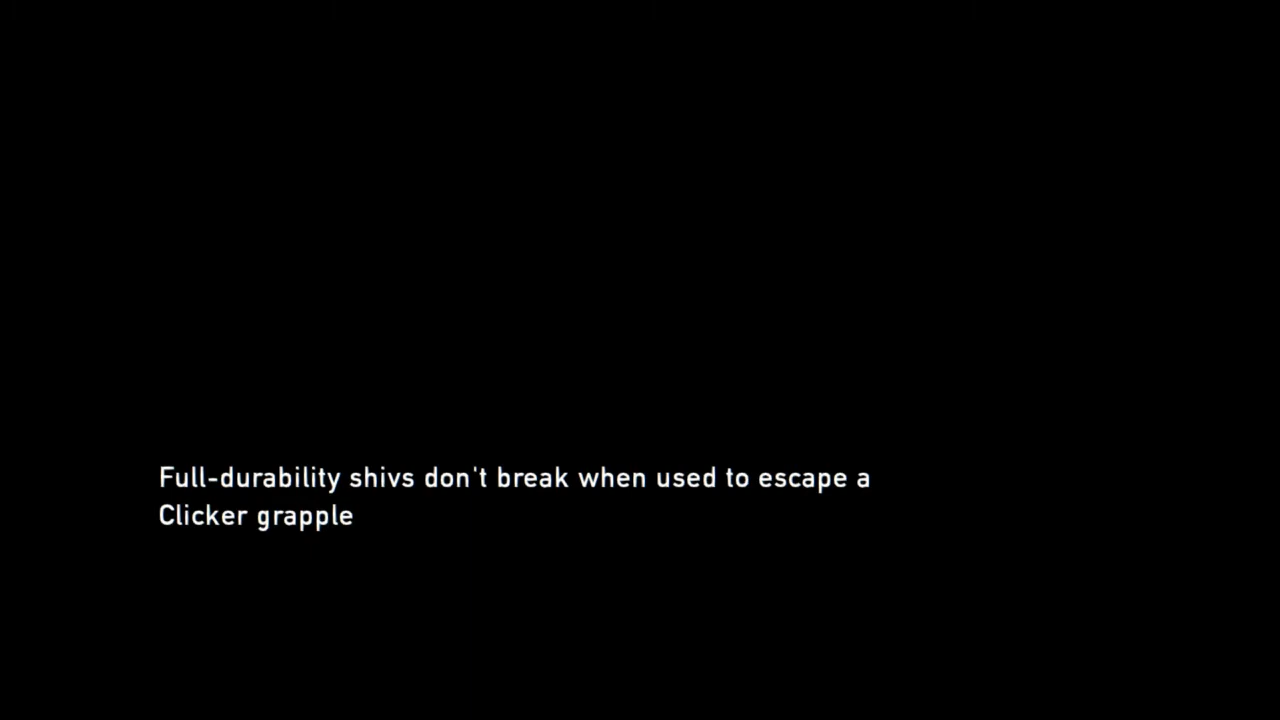 Full-durability shivs don't break when used to escape a
Clicker grapple